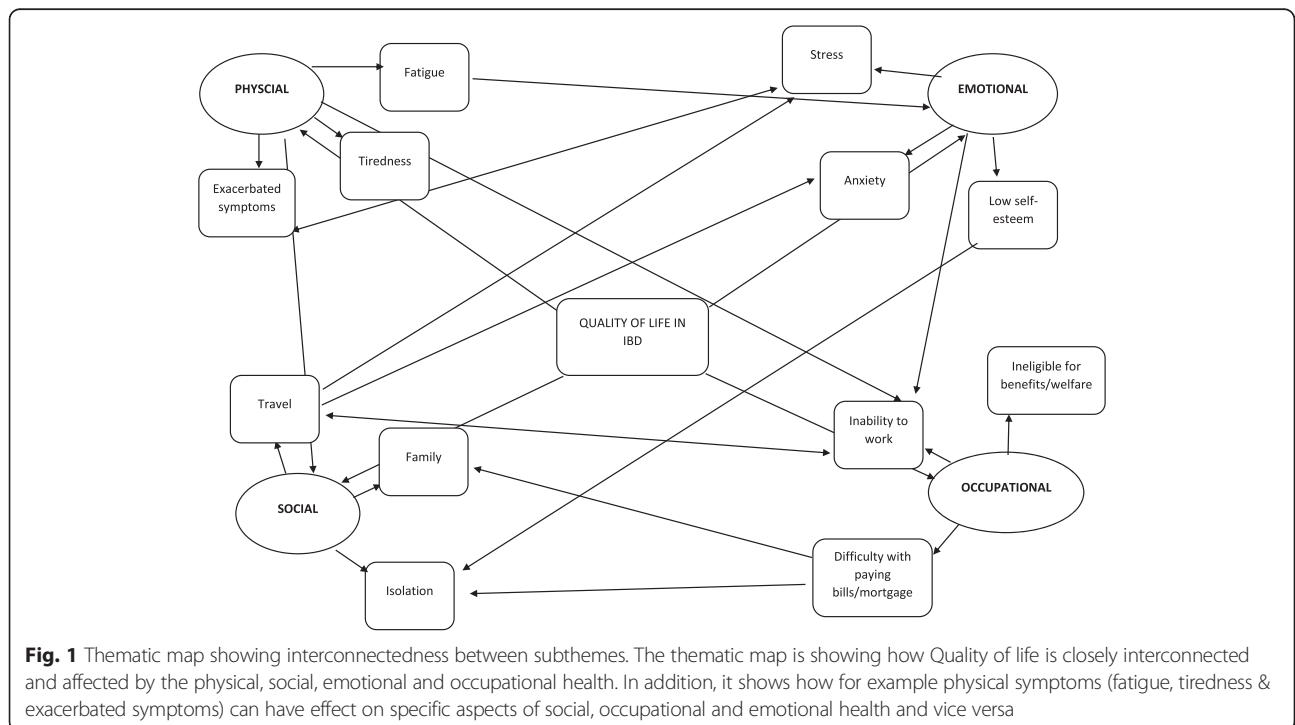 PHYSCIAL
Fatigue
Stress
EMOTIONAL
Tiredness
Exacerbated
symptoms
Anxiety
Low self-
esteem
QUALITY OF LIFE IN
IBD
Ineligible for
benefits/welfare
Travel
Inability to
work
Family
OCCUPATIONAL
SOCIAL
Difficulty with
paying
bills/mortgage
Isolation
Fig. 1 Thematic map showing interconnectedness between subthemes. The thematic map is showing how Quality of life is closely interconnected
and affected by the physical, social, emotional and occupational health. In addition, it shows how for example physical symptoms (fatigue, tiredness &
exacerbated symptoms) can have effect on specific aspects of social, occupational and emotional health and vice versa